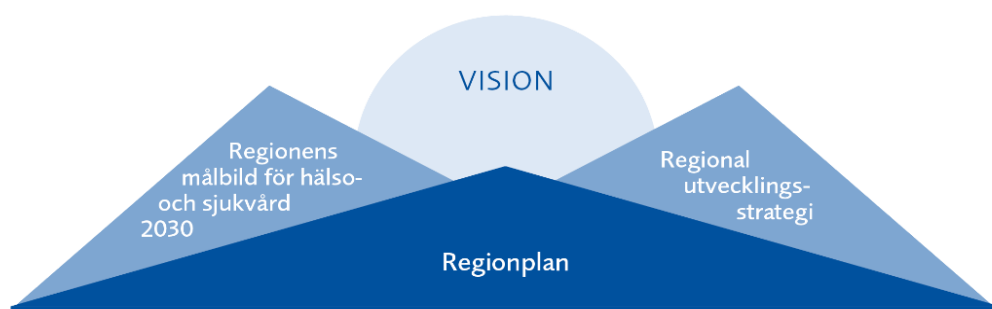 VISION
Regionens
målbild för hälso-
och sjukvård
2030
Regional
utvecklings-
strategi
Regionplan